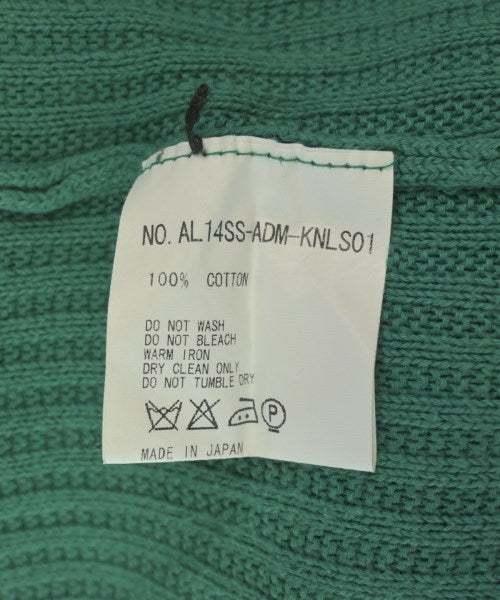 NO. AL14SS-ADM-KNLS01
100% COTTON
DO NOT WASH
DO NOT BLEACH
WARM IRON
DRY CLEAN ONLY
DO NOT TUMBLE DRY
P
MADE IN JAPAN